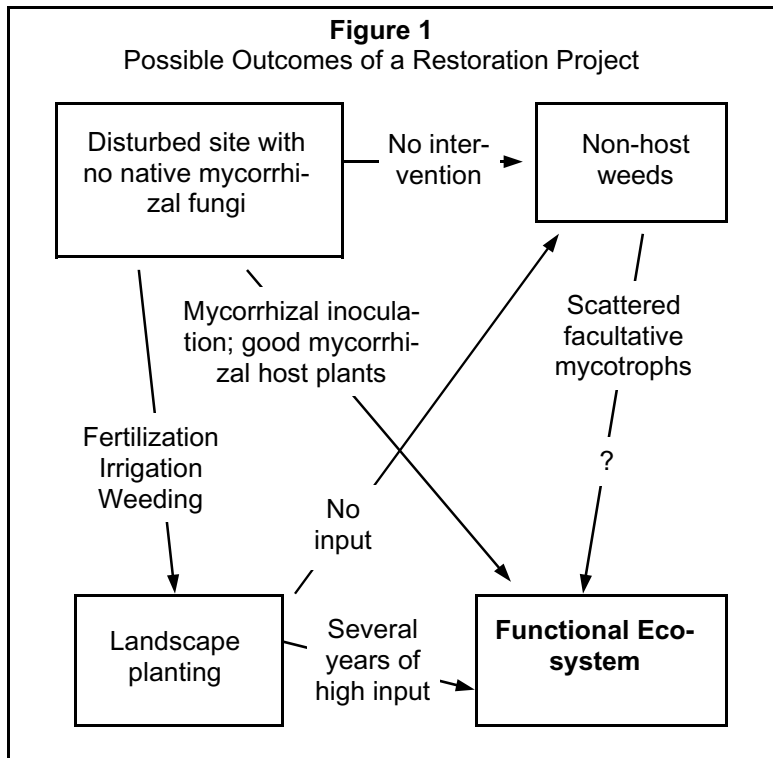 Figure 1
Possible Outcomes of a Restoration Project
Disturbed site with
no native mycorrhi-
zal fungi
No inter-
vention
Non-host
weeds
Mycorrhizal inocula-
tion; good mycorrhi-
zal host plants
Scattered
facultative
mycotrophs
?
Fertilization
Irrigation
Weeding
No
input
Landscape
planting
Several
years of
high input
Functional Eco-
system